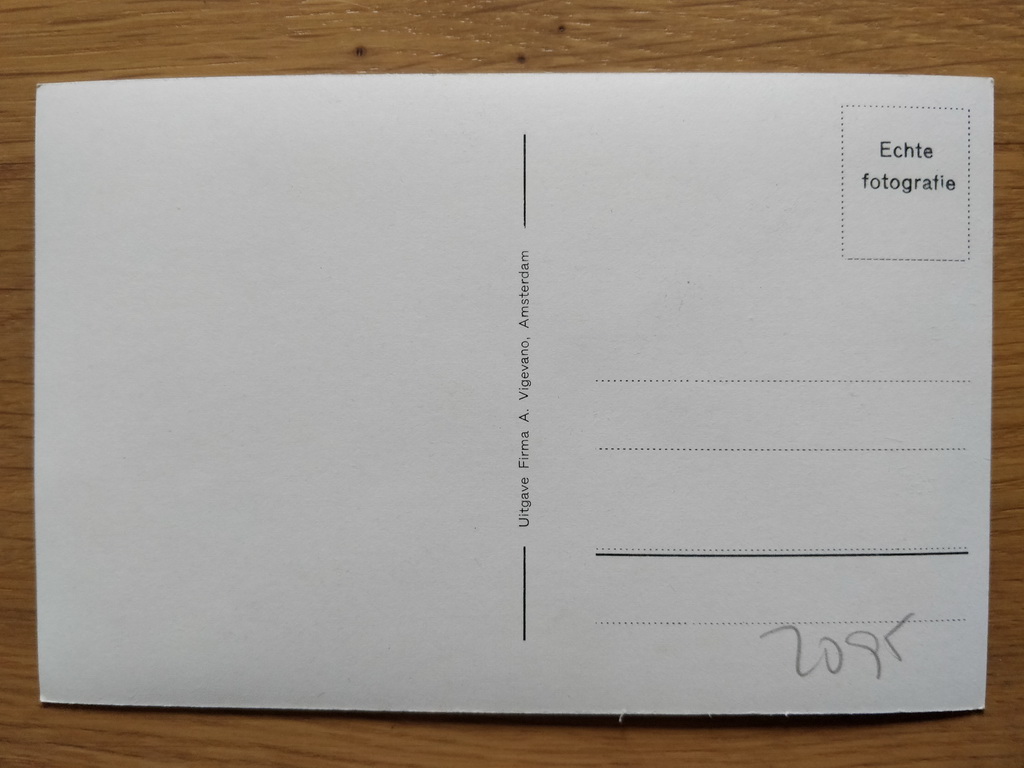 Echte
fotografie
Uitgave Firma A. Vigevano, Amsterdam
2095